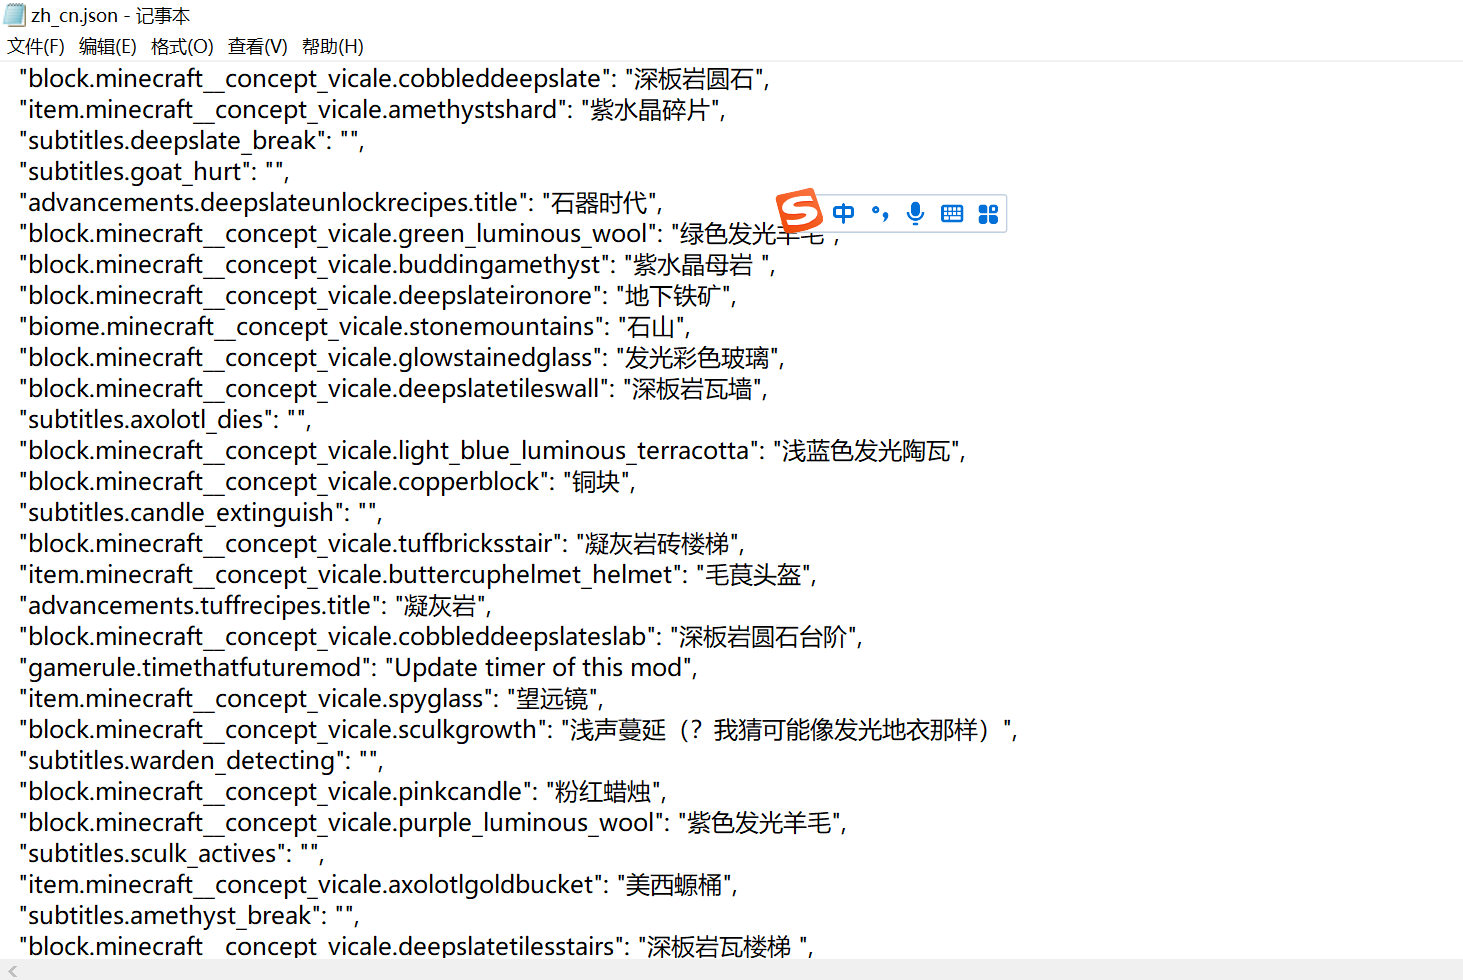 zh_cn.json - 记事本
文件(F) 编辑(E) 格式(O) 查看(V) 帮助(H)
"block.minecraft__concept_vicale.cobbleddeepslate": "深板岩圆石",
"item.minecraft__concept_vicale.amethystshard": "紫水晶碎片",
"subtitles.deepslate_break": "",
"subtitles.goat_hurt": "",
"advancements.deepslateunlockrecipes.title": "石器时代",
中
"block.minecraft__concept_vicale.green_luminous_wool": "绿色发光羊毛",
"block.minecraft__concept_vicale.buddingamethyst": "紫水晶母岩 ",
"block.minecraft__concept_vicale.deepslateironore": "地下铁矿",
"biome.minecraft__concept_vicale.stonemountains": "石山",
"block.minecraft__concept_vicale.glowstainedglass": "发光彩色玻璃",
"block.minecraft__concept_vicale.deepslatetileswall": "深板岩瓦墙",
"subtitles.axolotl_dies": "",
"block.minecraft__concept_vicale.light_blue_luminous_terracotta": "浅蓝色发光陶瓦",
"block.minecraft__concept_vicale.copperblock": "铜块",
"subtitles.candle_extinguish": "",
"block.minecraft__concept_vicale.tuffbricksstair": "凝灰岩砖楼梯",
"item.minecraft__concept_vicale.buttercuphelmet_helmet": "毛茛头盔",
"advancements.tuffrecipes.title": "凝灰岩",
"block.minecraft__concept_vicale.cobbleddeepslateslab": "深板岩圆石台阶",
"gamerule.timethatfuturemod": "Update timer of this mod",
"item.minecraft__concept_vicale.spyglass": "望远镜",
"block.minecraft__concept_vicale.sculkgrowth": "浅声蔓延（？我猜可能像发光地衣那样）",
"subtitles.warden_detecting": "",
"block.minecraft__concept_vicale.pinkcandle": "粉红蜡烛",
"block.minecraft__concept_vicale.purple_luminous_wool": "紫色发光羊毛",
"subtitles.sculk_actives": "",
"item.minecraft__concept_vicale.axolotlgoldbucket": "美西螈桶",
"subtitles.amethyst_break": "",
"block.minecraft__concept_vicale.deepslatetilesstairs": "深板岩瓦楼梯 ",